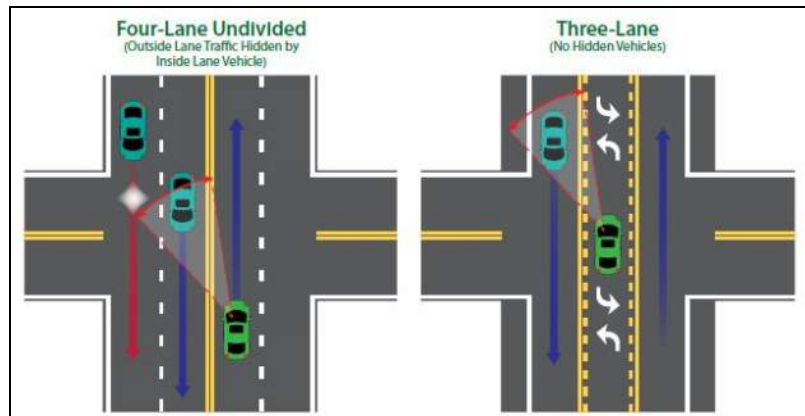 Four-Lane Undivided
(Outside Lane Traffic Hidden by
Inside Lane Vehicle)
Three-Lane
(No Hidden Vehicles)